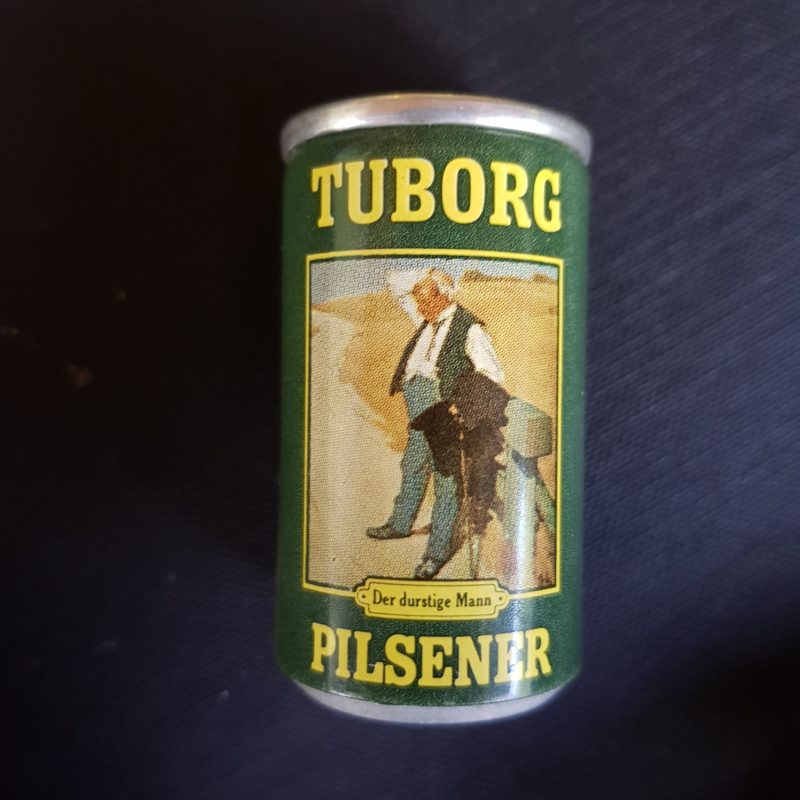 TUBORG
Der durstige Mann
PILSENER